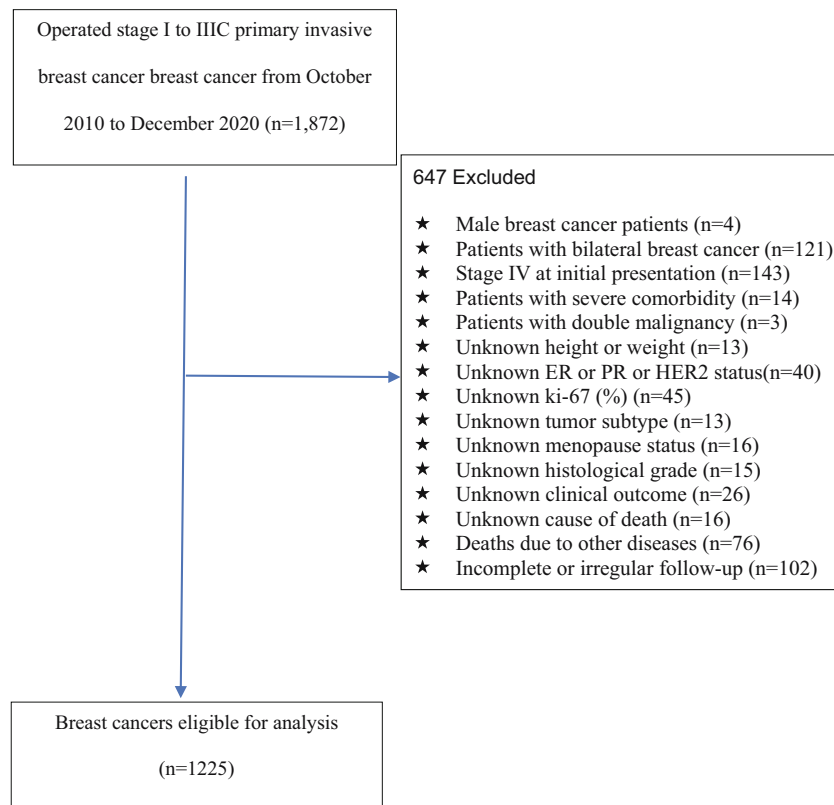 Operated stage I to IIIC primary invasive
breast cancer breast cancer from October
2010 to December 2020 (n=1,872)
647 Excluded
★ Male breast cancer patients (n=4)
★ Patients with bilateral breast cancer (n=121)
★ Stage IV at initial presentation (n=143)
★ Patients with severe comorbidity (n=14)
★ Patients with double malignancy (n=3)
★ Unknown height or weight (n=13)
★ Unknown ER or PR or HER2 status(n=40)
★ Unknown ki-67 (%) (n=45)
★ Unknown tumor subtype (n=13)
★ Unknown menopause status (n=16)
★ Unknown histological grade (n=15)
★ Unknown clinical outcome (n=26)
★ Unknown cause of death (n=16)
★ Deaths due to other diseases (n=76)
★ Incomplete or irregular follow-up (n=102)
Breast cancers eligible for analysis
(n=1225)